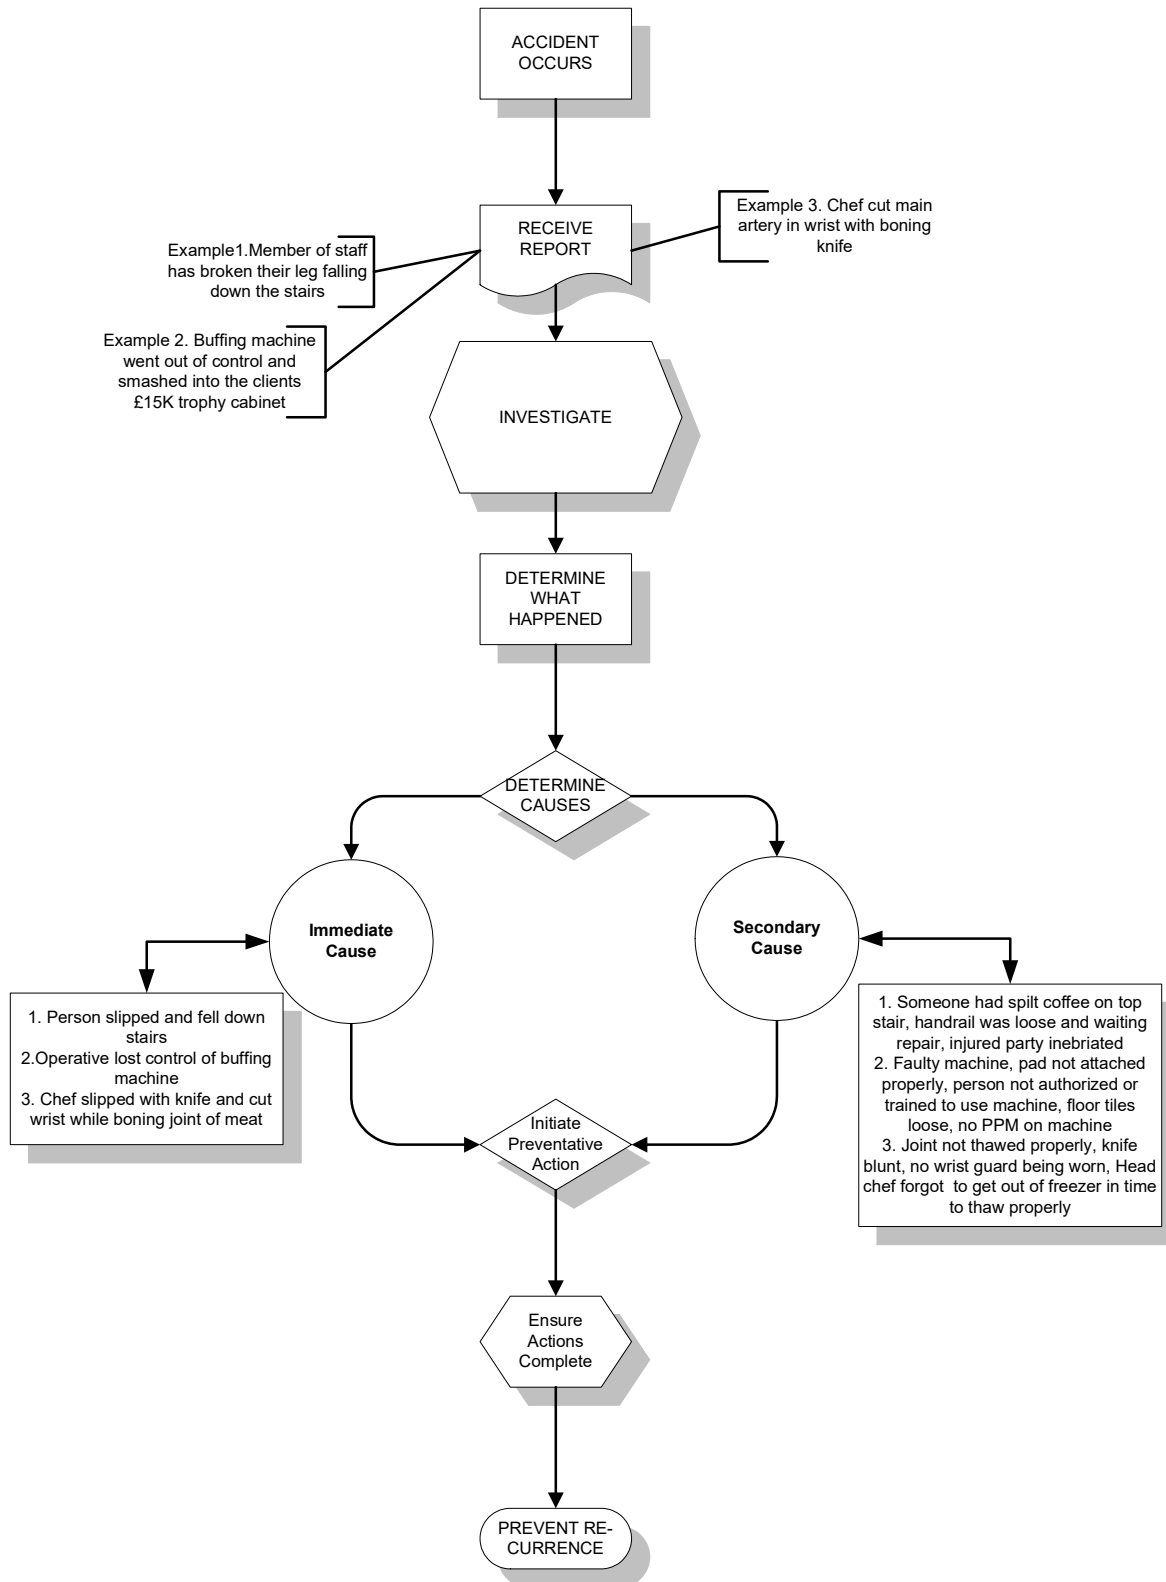 ACCIDENT
OCCURS
RECEIVE
REPORT
Example 3. Chef cut main
artery in wrist with boning
knife
Example1.Member of staff
has broken their leg falling
down the stairs
Example 2. Buffing machine
went out of control and
smashed into the clients
£15K trophy cabinet
INVESTIGATE
DETERMINE
WHAT
HAPPENED
DETERMINE
CAUSES
Immediate
Cause
Secondary
Cause
1. Person slipped and fell down
stairs
2.Operative lost control of buffing
machine
3. Chef slipped with knife and cut
wrist while boning joint of meat
1. Someone had spilt coffee on top
stair, handrail was loose and waiting
repair, injured party inebriated
2. Faulty machine, pad not attached
properly, person not authorized or
trained to use machine, floor tiles
loose, no PPM on machine
3. Joint not thawed properly, knife
blunt, no wrist guard being worn, Head
chef forgot  to get out of freezer in time
to thaw properly
Initiate
Preventative
Action
Ensure
Actions
Complete
PREVENT RE-
CURRENCE